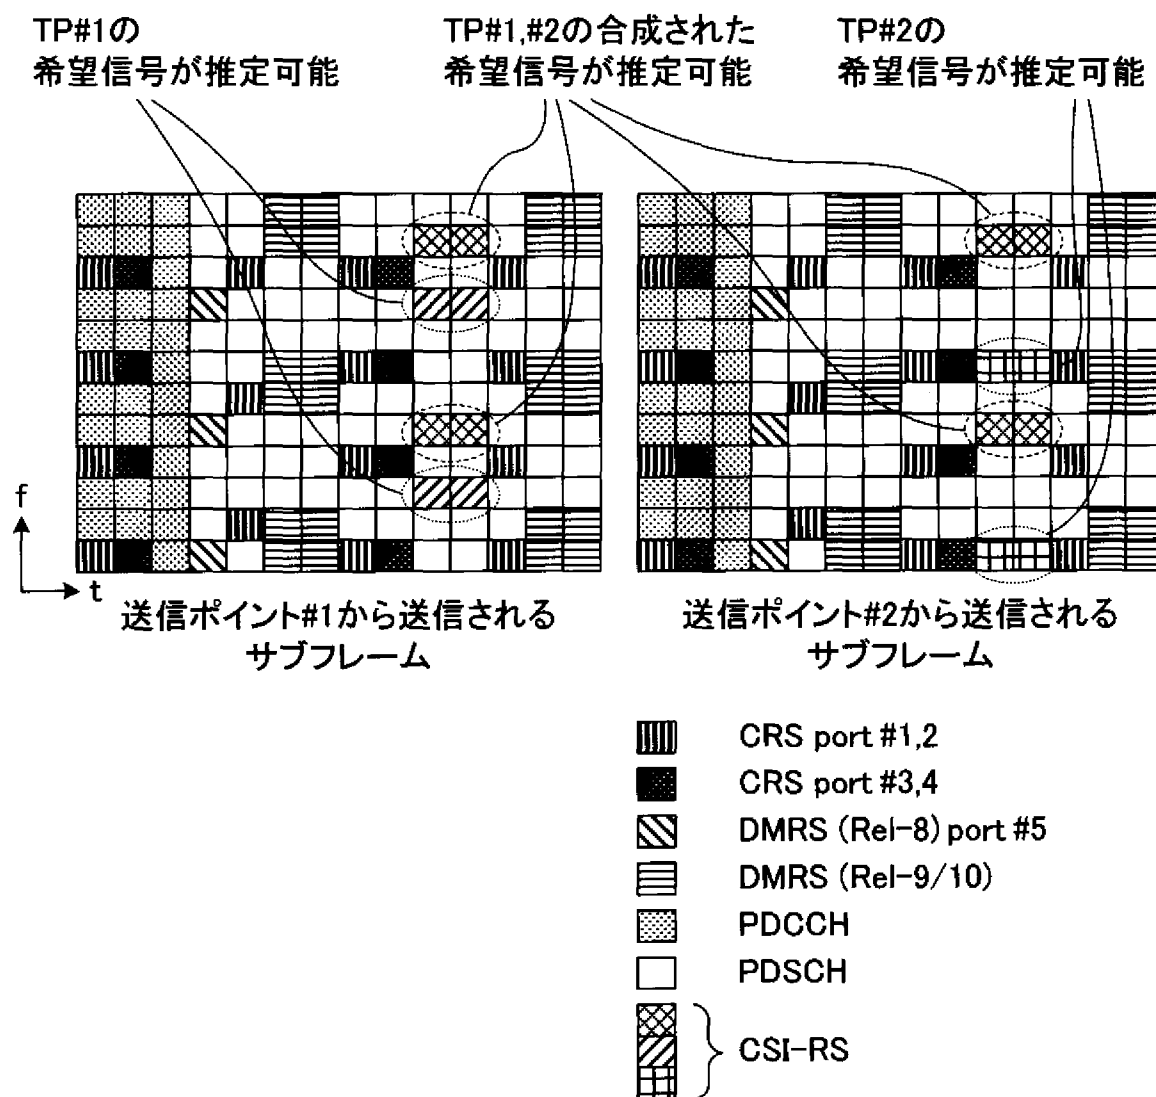 TP#1の
希望信号が推定可能
TP#1,#2の合成された
希望信号が推定可能
TP#2の
希望信号が推定可能
f
t
送信ポイント#1から送信される
サブフレーム
送信ポイント#2から送信される
サブフレーム
CRS port #1,2
CRS port #3,4
DMRS (Rel-8) port #5
DMRS (Rel-9/10)
PDCCH
PDSCH
CSI-RS